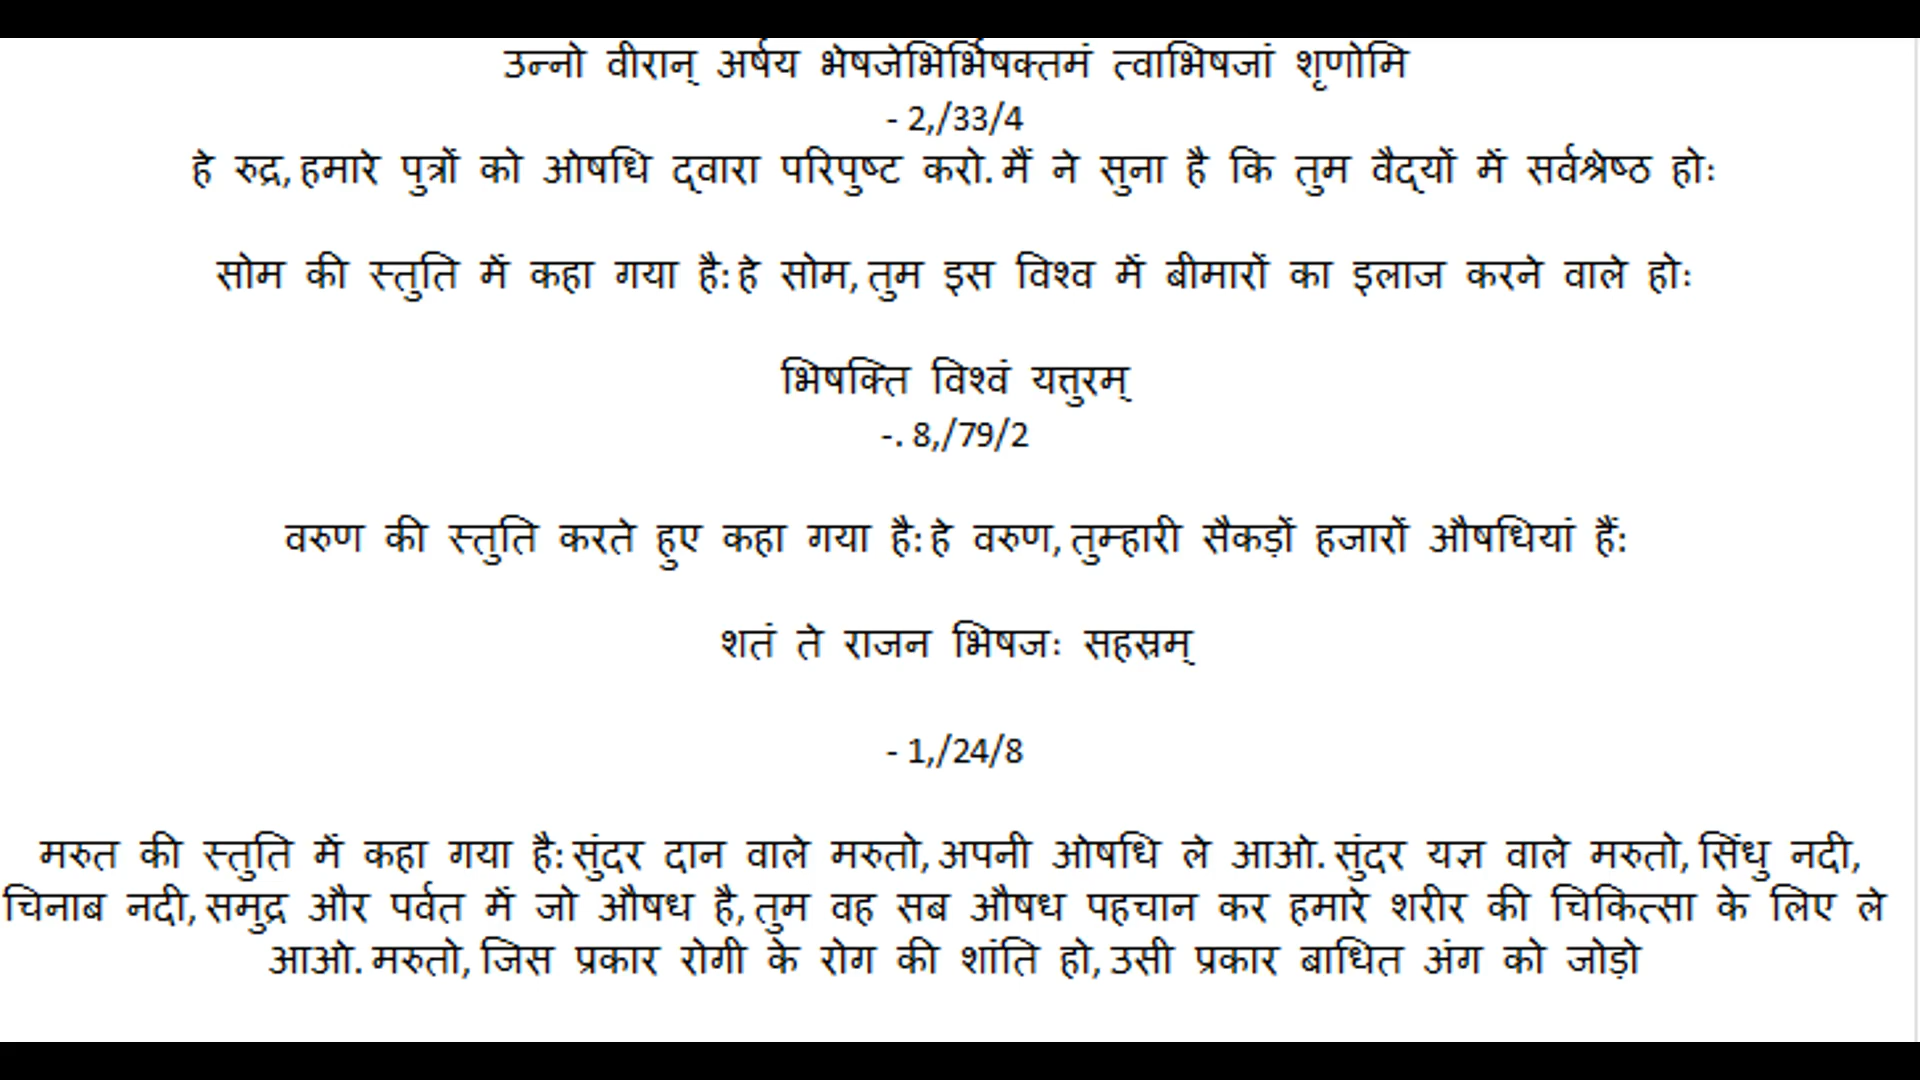 उन्नो वीरान् अर्षय भेषजेभिर्भिषक्तमं त्वाभिषजां शृणोमि
- 2,/33/4
हे रुद्र, हमारे पुत्रों को ओषधि द्वारा परिपुष्ट करो. मैं ने सुना है कि तुम वैद्यों में सर्वश्रेष्ठ होः
सोम की स्तुति में कहा गया है: हे सोम, तुम इस विश्व में बीमारों का इलाज करने वाले होः
भिषक्ति विश्वं यत्तुरम्
-. 8,/79/2
वरुण की स्तुति करते हुए कहा गया है: हे वरुण, तुम्हारी सैकड़ों हजारों औषधियां हैं:
शतं ते राजन भिषजः सहस्रम्
- 1,/24/8
मरुत की स्तुति में कहा गया है: सुंदर दान वाले मरुतो, अपनी ओषधि ले आओ. सुंदर यज्ञ वाले मरुतो, सिंधु नदी,
चिनाब नदी, समुद्र और पर्वत में जो औषध है, तुम वह सब औषध पहचान कर हमारे शरीर की चिकित्सा के लिए ले
आओ. मरुतो, जिस प्रकार रोगी के रोग की शांति हो, उसी प्रकार बाधित अंग को जोड़ो